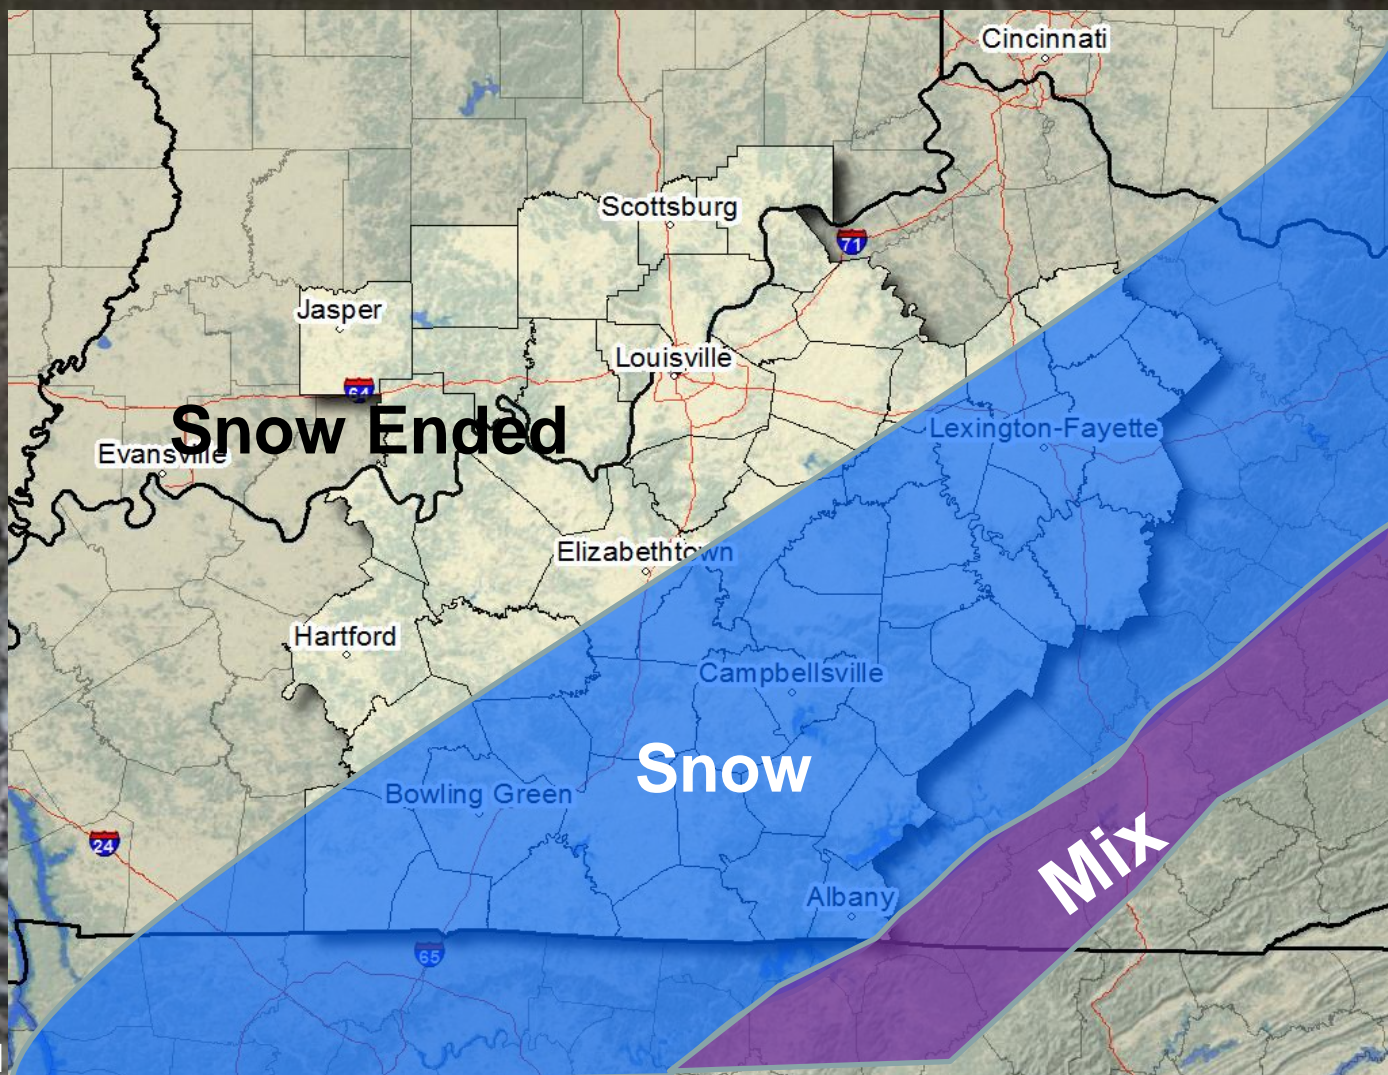 Cincinnati
Scottsburg
71
Jasper
Louisville
64
Snow Ended
Evansville
Lexington-Fayette
Elizabethtown
Hartford
Campbellsville
Snow
Bowling Green
24
Mix
Albany
65